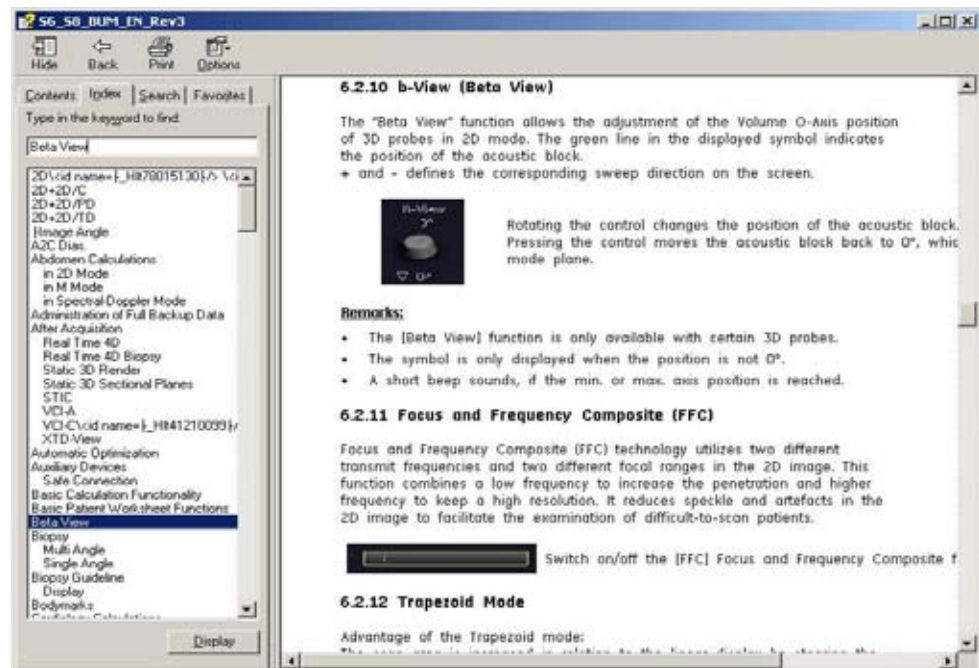 S6_S8_BUM_EN_Rev3
Hide Back Print Options
Contents Index Search Favorites
Type in the keyword to find:
Beta View
2D\<id name=}_Hlt78015130}/> \<i
2D+2D/C
2D+2D/PD
2D+2D/TD
Image Angle
A2C Dias.
Abdomen Calculations
in 2D Mode
in M Mode
in Spectral-Doppler Mode
Administration of Full Backup Data
After Acquisition
Real Time 4D
Real Time 4D Biopsy
Static 3D Render
Static 3D Sectional Planes
STIC
VCI-A
VCI-C\<id name=}_Hlt41210099}/
XTD-View
Automatic Optimization
Auxiliary Devices
Safe Connection
Basic Calculation Functionality
Basic Patient Worksheet Functions
Beta View
Biopsy
Multi Angle
Single Angle
Biopsy Guideline
Display
Bodymarks
Display
6.2.10 b-View (Beta View)
The "Beta View" function allows the adjustment of the Volume O-Axis position
of 3D probes in 2D mode. The green line in the displayed symbol indicates
the position of the acoustic block.
+ and - defines the corresponding sweep direction on the screen.
ß-View
7°
0°
Rotating the control changes the position of the acoustic block.
Pressing the control moves the acoustic block back to 0°, whic
mode plane.
Remarks:
• The [Beta View] function is only available with certain 3D probes.
• The symbol is only displayed when the position is not 0°.
• A short beep sounds, if the min. or max. axis position is reached.
6.2.11 Focus and Frequency Composite (FFC)
Focus and Frequency Composite (FFC) technology utilizes two different
transmit frequencies and two different focal ranges in the 2D image. This
function combines a low frequency to increase the penetration and higher
frequency to keep a high resolution. It reduces speckle and artefacts in the
2D image to facilitate the examination of difficult-to-scan patients.
Switch on/off the [FFC] Focus and Frequency Composite f
6.2.12 Trapezoid Mode
Advantage of the Trapezoid mode: